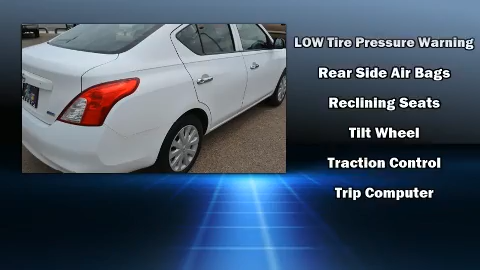 LOW Tire Pressure Warning
Rear Side Air Bags
Reclining Seats
Tilt Wheel
Traction Control
Trip Computer